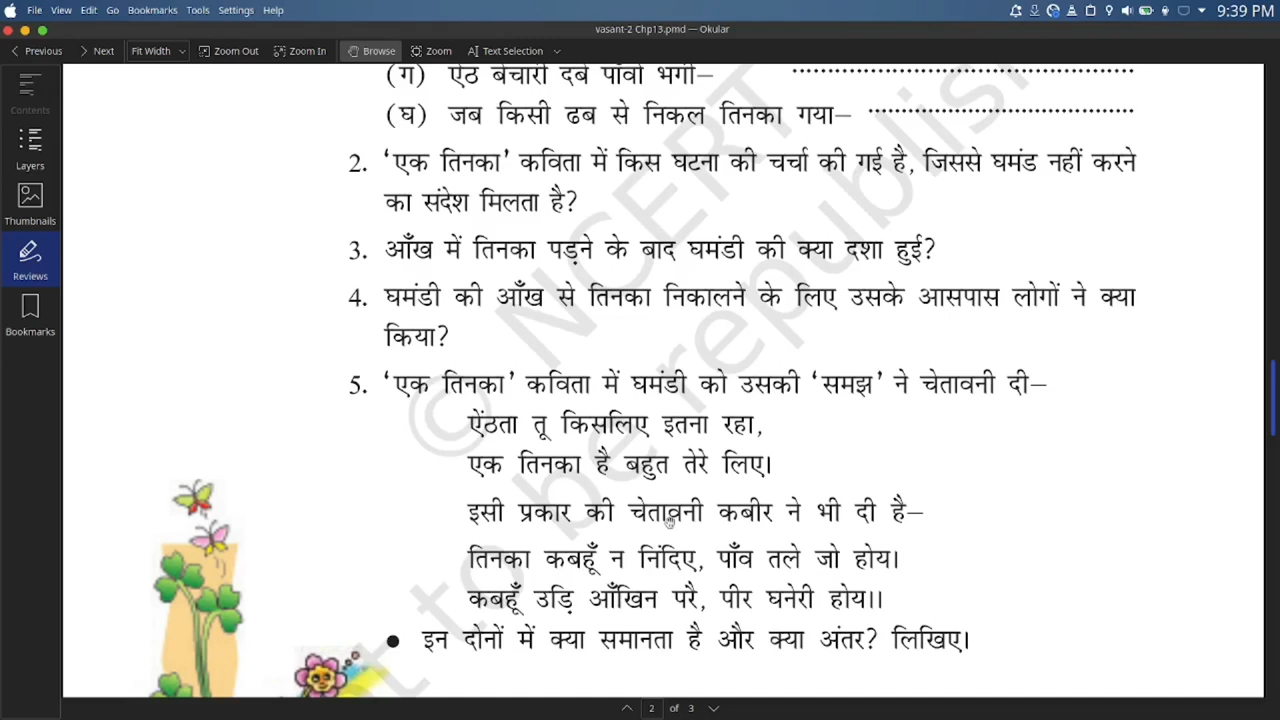 File View Edit Go Bookmarks Tools Settings Help 9:39 PM
vasant-2 Chp13.pmd — Okular
Previous Next Fit Width Zoom Out Zoom In Browse Zoom Text Selection
Contents
Layers
Thumbnails
Reviews
Bookmarks
(ग) ऐंठ बेचारी दबे पाँवों भगी– ....................................................
(घ) जब किसी ढब से निकल तिनका गया– ........................................
2. ‘एक तिनका’ कविता में किस घटना की चर्चा की गई है, जिससे घमंड नहीं करने
का संदेश मिलता है?
3. आँख में तिनका पड़ने के बाद घमंडी की क्या दशा हुई?
4. घमंडी की आँख से तिनका निकालने के लिए उसके आसपास लोगों ने क्या
किया?
5. ‘एक तिनका’ कविता में घमंडी को उसकी ‘समझ’ ने चेतावनी दी–
ऐंठता तू किसलिए इतना रहा,
एक तिनका है बहुत तेरे लिए।
इसी प्रकार की चेतावनी कबीर ने भी दी है–
तिनका कबहूँ न निंदिए, पाँव तले जो होय।
कबहूँ उड़ि आँखिन परै, पीर घनेरी होय।।
● इन दोनों में क्या समानता है और क्या अंतर? लिखिए।
© NCERT
not to be republish
2 of 3